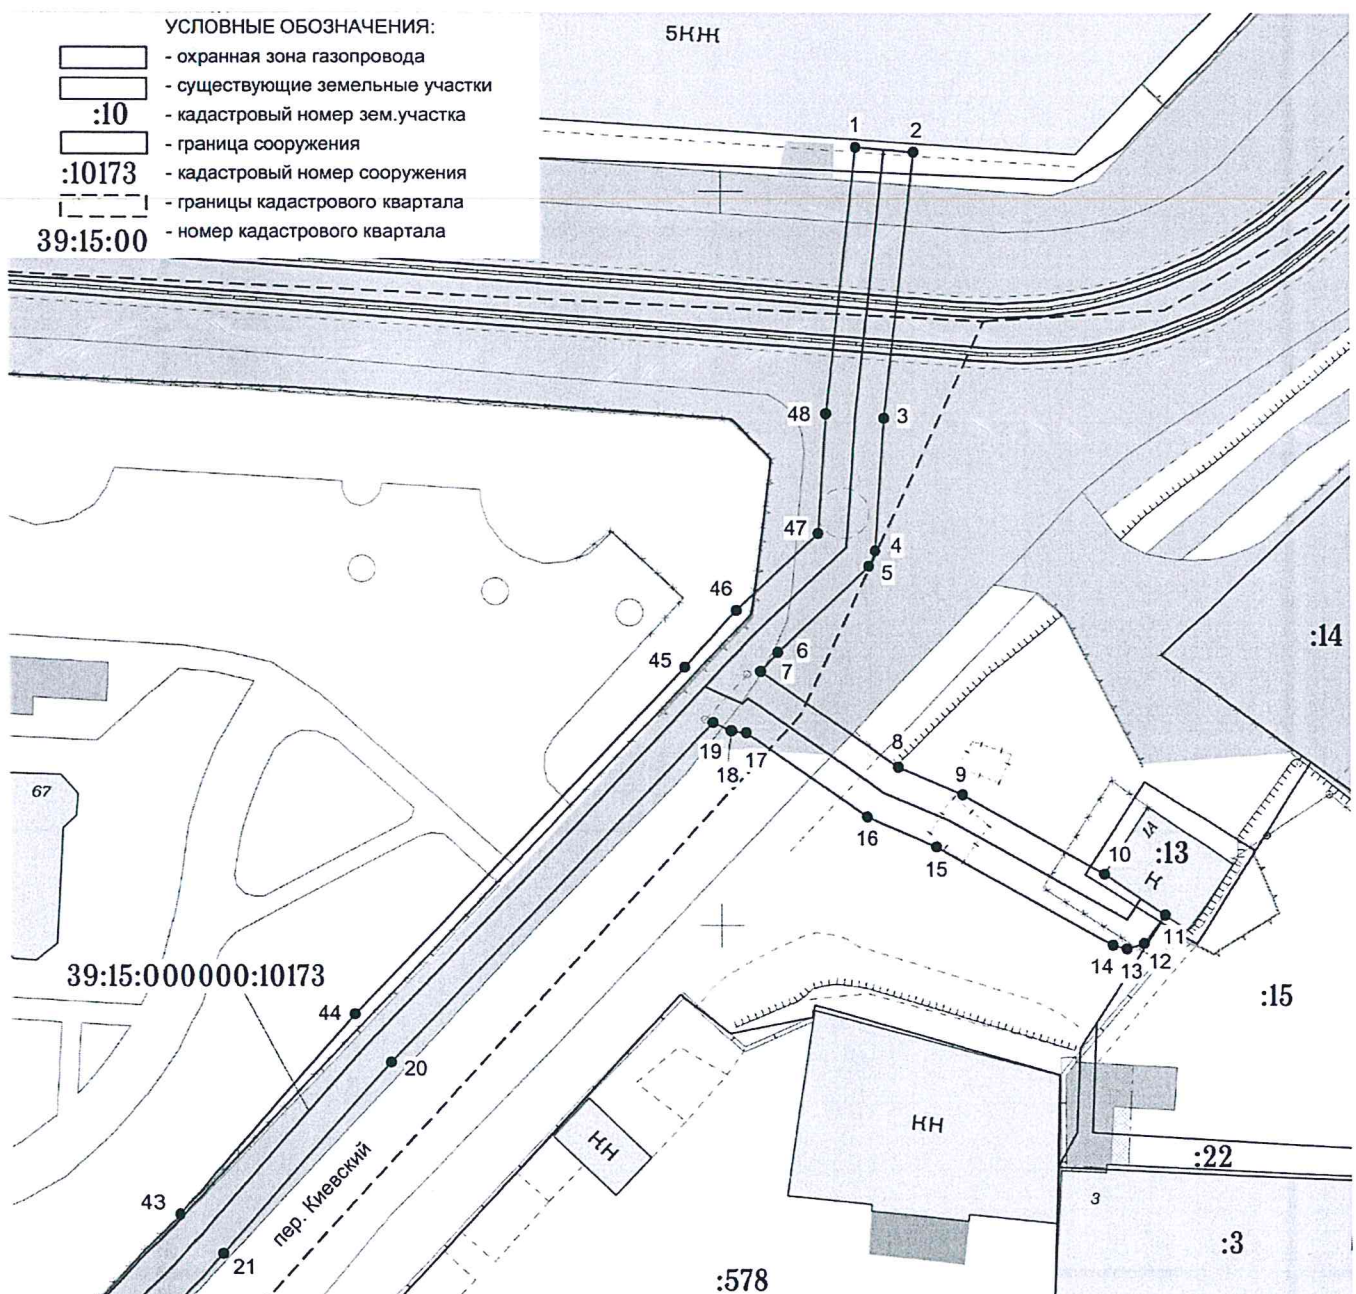 УСЛОВНЫЕ ОБОЗНАЧЕНИЯ:
- охранная зона газопровода
- существующие земельные участки
:10 - кадастровый номер зем.участка
- граница сооружения
:10173 - кадастровый номер сооружения
- границы кадастрового квартала
39:15:00 - номер кадастрового квартала
5КЖ
1
2
48
3
47
4
5
46
6
45
7
:14
19
18
17
8
9
67
16
15
10
1А
:13
К
11
12
13
14
39:15:000000:10173
:15
44
20
КН
КН
:22
пер. Киевский
43
3
21
:3
:578